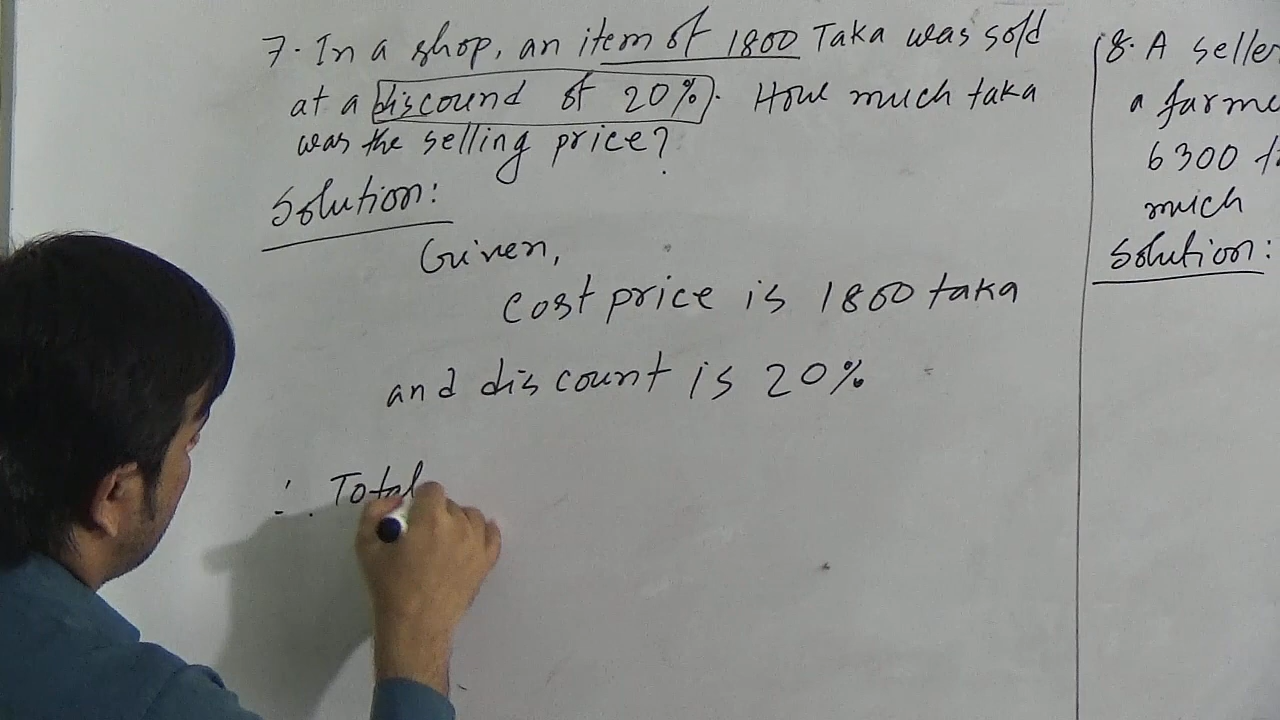 7. In a shop, an item of 1800 Taka was sold
at a discound of 20%. How much taka
was the selling price?
Solution:
Given,
cost price is 1800 taka
and discount is 20%
∴ Total
8. A seller
a farme
6300 ta
much
Solution: